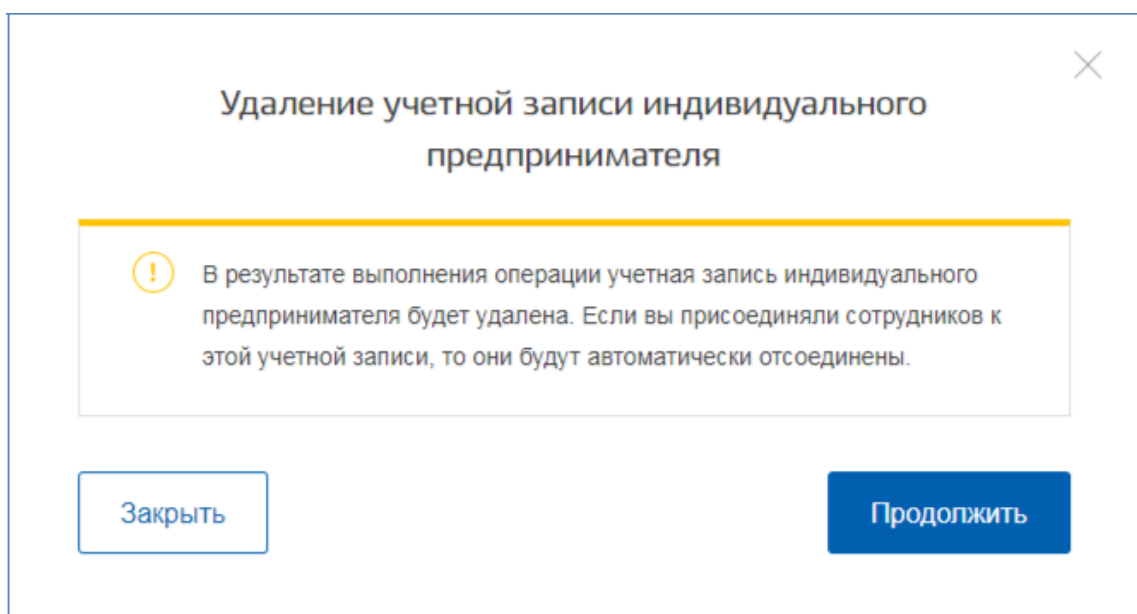 Удаление учетной записи индивидуального
предпринимателя
! В результате выполнения операции учетная запись индивидуального
предпринимателя будет удалена. Если вы присоединяли сотрудников к
этой учетной записи, то они будут автоматически отсоединены.
Закрыть
Продолжить